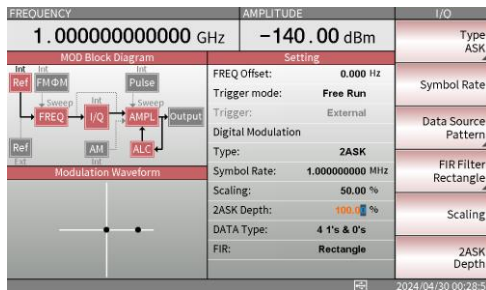 FREQUENCY
AMPLITUDE
I/Q
1.000000000000 GHz
-140.00 dBm
MOD Block Diagram
Int Int Int
Ref FMΦM Pulse
Sweep Int Sweep
FREQ I/Q AMPL Output
Ref AM ALC
Ext Int
Modulation Waveform
Setting
FREQ Offset: 0.000 Hz
Trigger mode: Free Run
Trigger: External
Digital Modulation
Type: 2ASK
Symbol Rate: 1.000000000 MHz
Scaling: 50.00 %
2ASK Depth: 100.00 %
DATA Type: 4 1's & 0's
FIR: Rectangle
Type
ASK
Symbol Rate
Data Source
Pattern
FIR Filter
Rectangle
Scaling
2ASK
Depth
2024/04/30 00:28:5